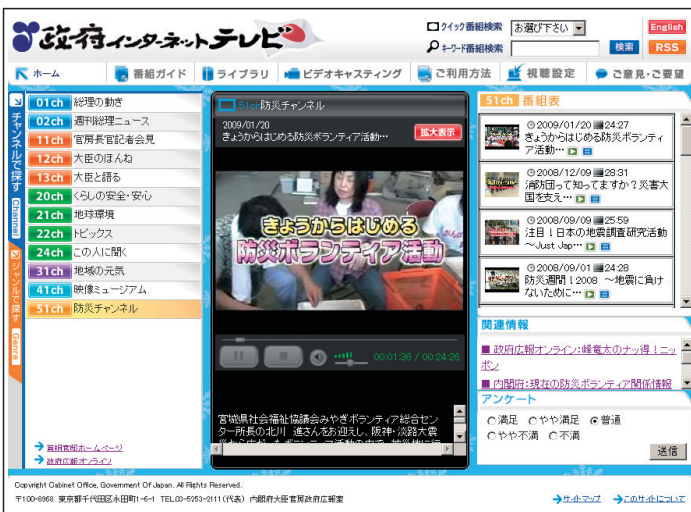 政府インターネットテレビ
クイック番組検索 お選び下さい
キーワード番組検索 検索
English
RSS
ホーム 番組ガイド ライブラリ ビデオキャスティング ご利用方法 視聴設定 ご意見・ご要望
チャンネルで探す Channel
ジャンルで探す Genre
01ch 総理の動き
02ch 週刊総理ニュース
11ch 官房長官記者会見
12ch 大臣のほんね
13ch 大臣と語る
20ch くらしの安全・安心
21ch 地球環境
22ch トピックス
24ch この人に聞く
31ch 地域の元気
41ch 映像ミュージアム
51ch 防災チャンネル
首相官邸ホームページ
政府広報オンライン
51ch防災チャンネル
2009/01/20
きょうからはじめる防災ボランティア活動…
拡大表示
きょうからはじめる
防災ボランティア活動
00:01:36 / 00:24:26
宮城県社会福祉協議会みやぎボランティア総合セン
ター所長の北川 進さんをお迎えし、阪神・淡路大震
51ch 番組表
2009/01/20 24:27
きょうからはじめる防災ボランティ
ア活動…
2008/12/09 28:31
消防団って知ってますか?災害大
国を支え…
2008/09/09 25:59
注目!日本の地震調査研究活動
~Just Jap…
2008/09/01 24:28
防災週間!2008 ~地震に負け
ないために…
関連情報
■ 政府広報オンライン:峰竜太のナッ得!ニッ
ポン
■ 内閣府:現在の防災ボランティア関係情報
アンケート
満足 やや満足 普通
やや不満 不満
送信
Copyright Cabinet Office, Government Of Japan. All Rights Reserved.
〒100-8968 東京都千代田区永田町1-6-1 TEL.03-5253-2111(代表) 内閣府大臣官房政府広報室
サイトマップ このサイトについて